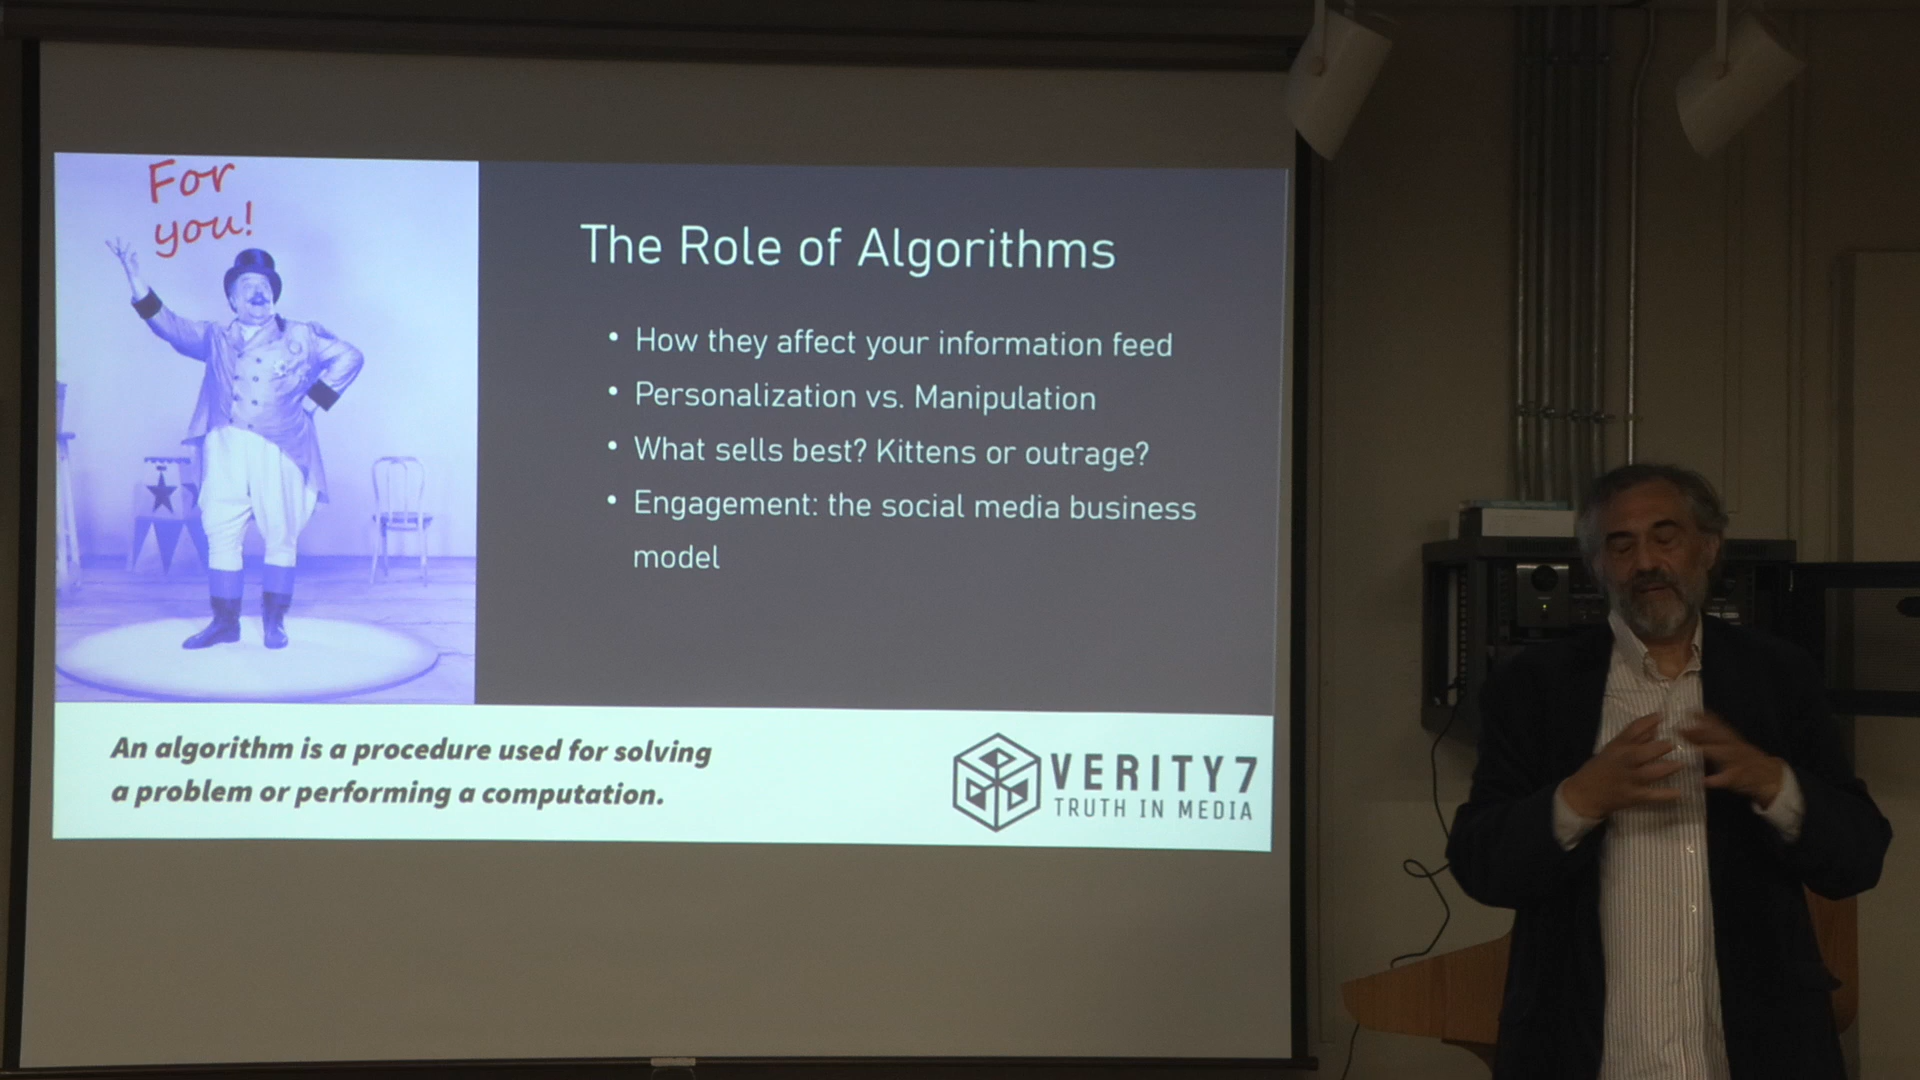 For
you!
The Role of Algorithms
• How they affect your information feed
• Personalization vs. Manipulation
• What sells best? Kittens or outrage?
• Engagement: the social media business
model
An algorithm is a procedure used for solving
a problem or performing a computation.
VERITY7
TRUTH IN MEDIA